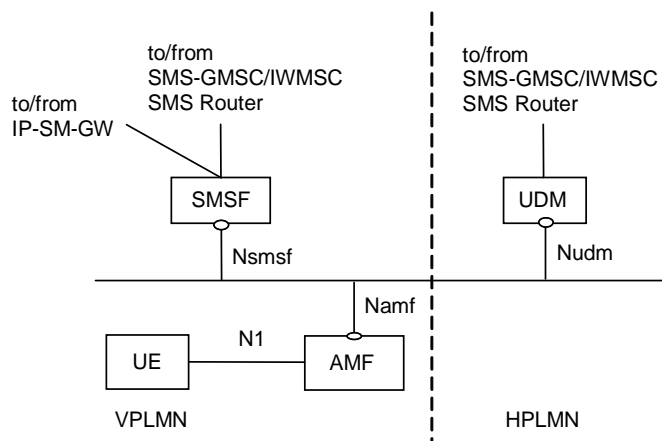 to/from
SMS-GMSC/IWMSC
SMS Router
to/from
IP-SM-GW
to/from
SMS-GMSC/IWMSC
SMS Router
SMSF
UDM
Nsmsf
Nudm
Namf
N1
UE
AMF
VPLMN
HPLMN